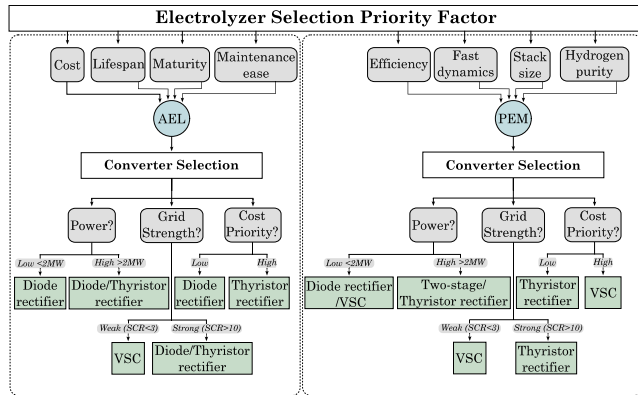 Electrolyzer Selection Priority Factor
Cost
Lifespan
Maturity
Maintenance
ease
AEL
Converter Selection
Power?
Grid
Strength?
Cost
Priority?
Low <2MW
High >2MW
Low
High
Diode
rectifier
Diode/Thyristor
rectifier
Diode
rectifier
Thyristor
rectifier
Weak (SCR<3)
Strong (SCR>10)
VSC
Diode/Thyristor
rectifier
Efficiency
Fast
dynamics
Stack
size
Hydrogen
purity
PEM
Converter Selection
Power?
Grid
Strength?
Cost
Priority?
Low <2MW
High >2MW
Low
High
Diode rectifier
/VSC
Two-stage/
Thyristor rectifier
Thyristor
rectifier
VSC
Weak (SCR<3)
Strong (SCR>10)
VSC
Thyristor
rectifier